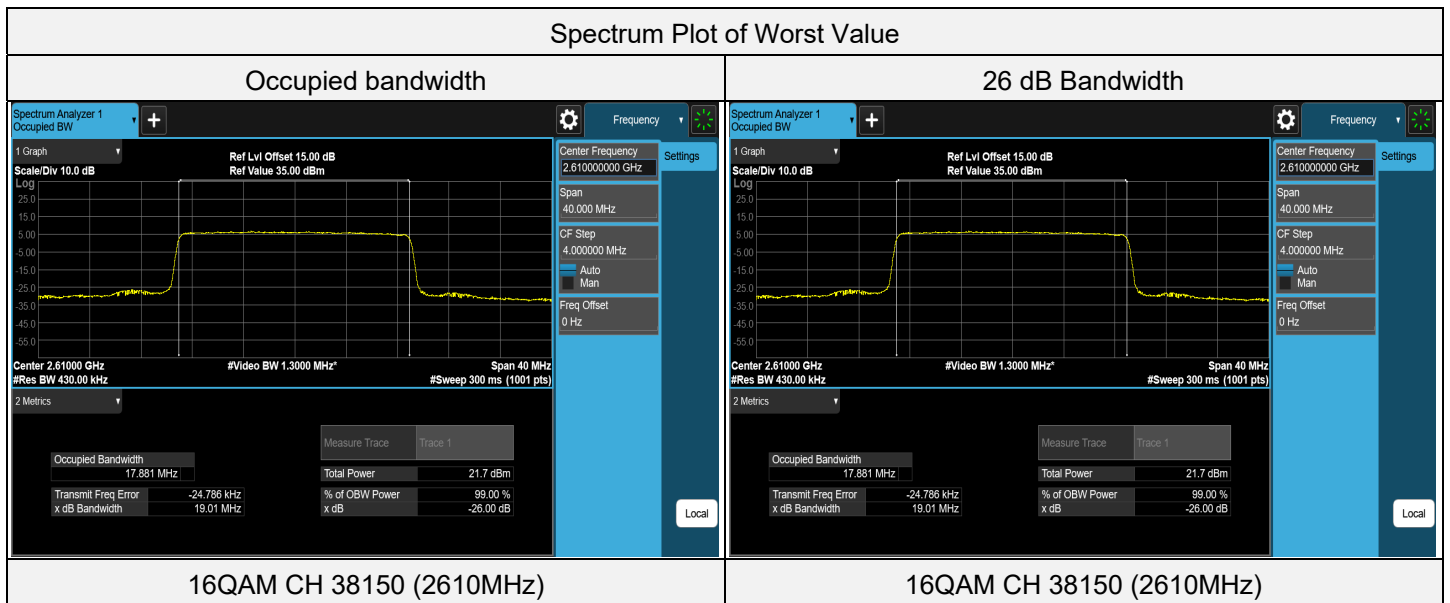 Spectrum Plot of Worst Value
Occupied bandwidth
26 dB Bandwidth
Spectrum Analyzer 1
Occupied BW
+
Frequency
1 Graph
Ref Lvl Offset 15.00 dB
Scale/Div 10.0 dB
Ref Value 35.00 dBm
Log
25.0
15.0
5.00
-5.00
-15.0
-25.0
-35.0
-45.0
-55.0
Center 2.61000 GHz
#Video BW 1.3000 MHz*
Span 40 MHz
#Res BW 430.00 kHz
#Sweep 300 ms (1001 pts)
Center Frequency
2.610000000 GHz
Settings
Span
40.000 MHz
CF Step
4.000000 MHz
Auto
Man
Freq Offset
0 Hz
2 Metrics
Measure Trace
Trace 1
Occupied Bandwidth
17.881 MHz
Total Power
21.7 dBm
Transmit Freq Error
-24.786 kHz
% of OBW Power
99.00 %
x dB Bandwidth
19.01 MHz
x dB
-26.00 dB
Local
Spectrum Analyzer 1
Occupied BW
+
Frequency
1 Graph
Ref Lvl Offset 15.00 dB
Scale/Div 10.0 dB
Ref Value 35.00 dBm
Log
25.0
15.0
5.00
-5.00
-15.0
-25.0
-35.0
-45.0
-55.0
Center 2.61000 GHz
#Video BW 1.3000 MHz*
Span 40 MHz
#Res BW 430.00 kHz
#Sweep 300 ms (1001 pts)
Center Frequency
2.610000000 GHz
Settings
Span
40.000 MHz
CF Step
4.000000 MHz
Auto
Man
Freq Offset
0 Hz
2 Metrics
Measure Trace
Trace 1
Occupied Bandwidth
17.881 MHz
Total Power
21.7 dBm
Transmit Freq Error
-24.786 kHz
% of OBW Power
99.00 %
x dB Bandwidth
19.01 MHz
x dB
-26.00 dB
Local
16QAM CH 38150 (2610MHz)
16QAM CH 38150 (2610MHz)